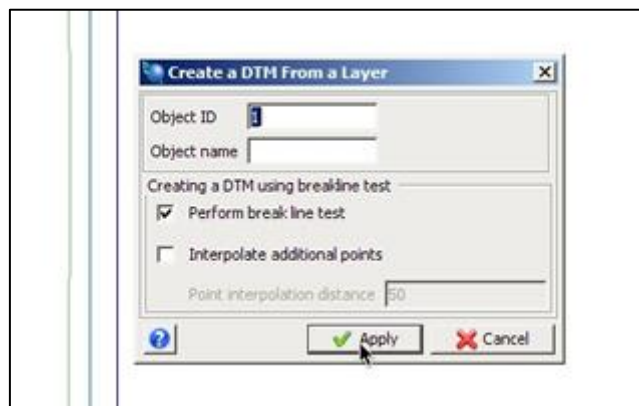 Create a DTM From a Layer
Object ID 1
Object name
Creating a DTM using breakline test
Perform break line test
Interpolate additional points
Point interpolation distance 50
? Apply Cancel